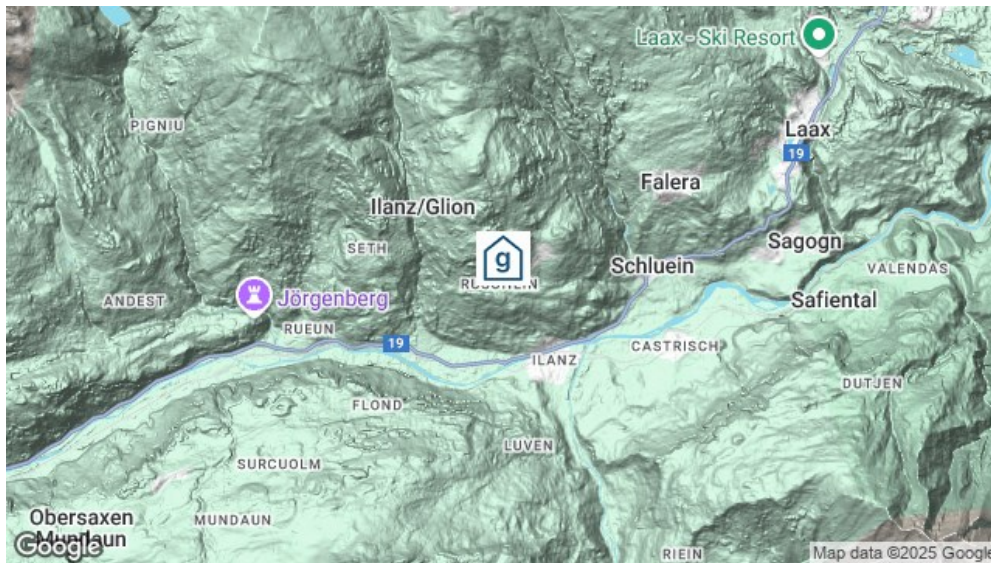 Laax - Ski Resort
PIGNIU
Laax
19
Falera
Ilanz/Glion
SETH
Sagogn
g
Schluein
VALENDAS
ANDEST
Jörgenberg
Safiental
RUEUN
19
ILANZ
CASTRISCH
DUTJEN
FLOND
LUVEN
SURCUOLM
Obersaxen
Mundaun
MUNDAUN
Google
RIEIN
Map data ©2025 Google